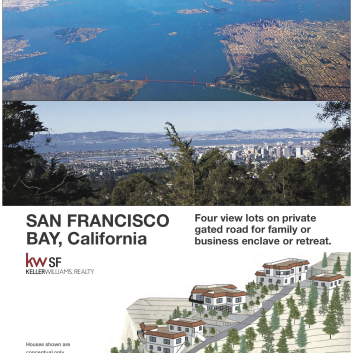 SAN FRANCISCO
BAY, California
Four view lots on private
gated road for family or
business enclave or retreat.
kw SF
KELLERWILLIAMS. REALTY
Houses shown are
conceptual only